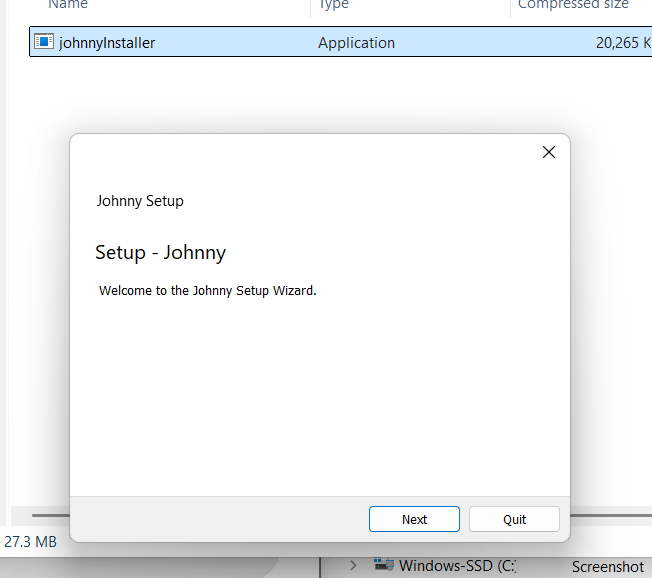 Name Type Compressed size
johnnyInstaller Application 20,265 K
Johnny Setup
Setup - Johnny
Welcome to the Johnny Setup Wizard.
Next Quit
27.3 MB
Windows-SSD (C: Screenshot